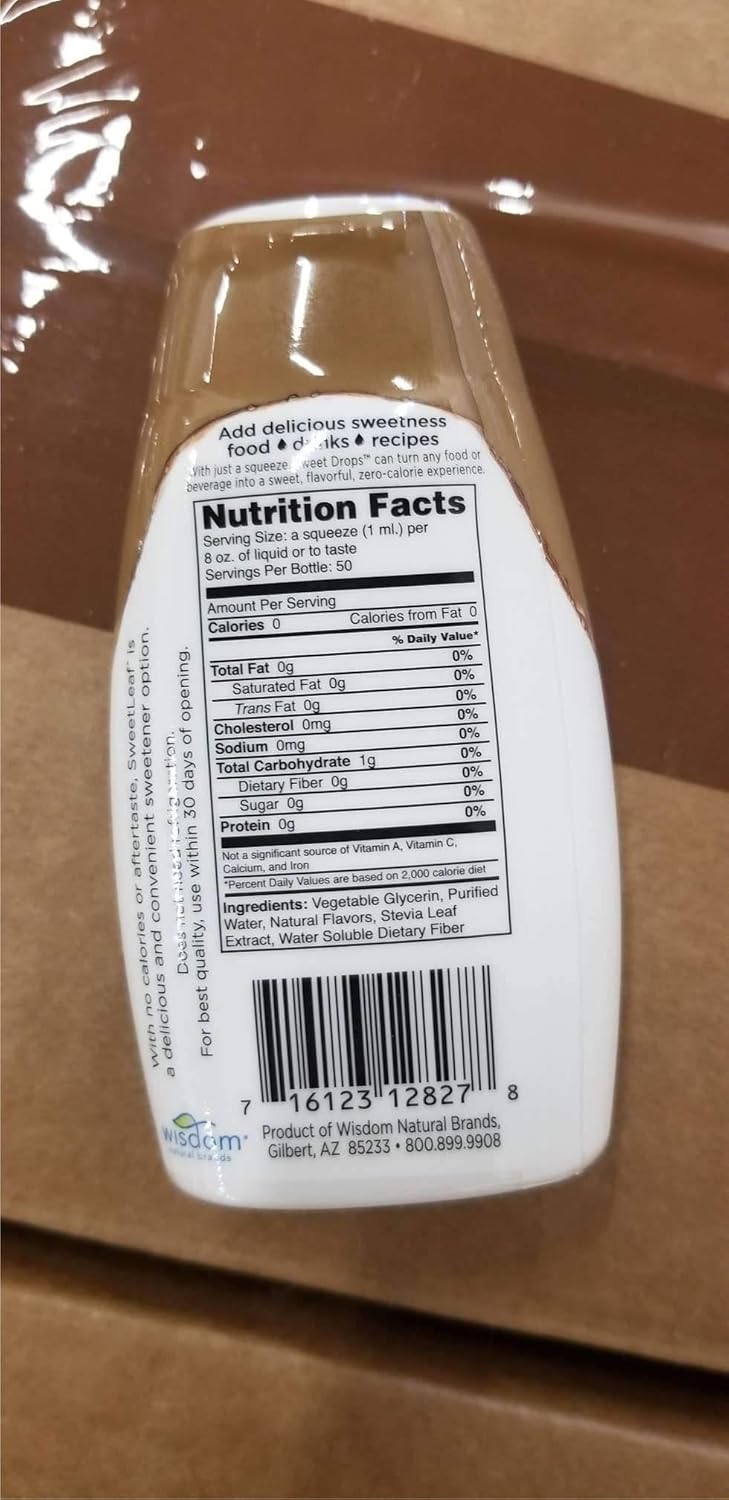 Add delicious sweetness
food drinks recipes
With just a squeeze, Sweet Drops™ can turn any food or
beverage into a sweet, flavorful, zero-calorie experience.
Nutrition Facts
Serving Size: a squeeze (1 ml.) per
8 oz. of liquid or to taste
Servings Per Bottle: 50
Amount Per Serving
Calories 0 Calories from Fat 0
% Daily Value*
Total Fat 0g 0%
Saturated Fat 0g 0%
Trans Fat 0g 0%
Cholesterol 0mg 0%
Sodium 0mg 0%
Total Carbohydrate 1g 0%
Dietary Fiber 0g 0%
Sugar 0g 0%
Protein 0g 0%
Not a significant source of Vitamin A, Vitamin C,
Calcium, and Iron
*Percent Daily Values are based on 2,000 calorie diet
Ingredients: Vegetable Glycerin, Purified
Water, Natural Flavors, Stevia Leaf
Extract, Water Soluble Dietary Fiber
7 16123 12827 8
wisdom
natural brands
Product of Wisdom Natural Brands,
Gilbert, AZ 85233 • 800.899.9908
With no calories or aftertaste, SweetLeaf® is
a delicious and convenient sweetener option.
Does not need refrigeration.
For best quality, use within 30 days of opening.